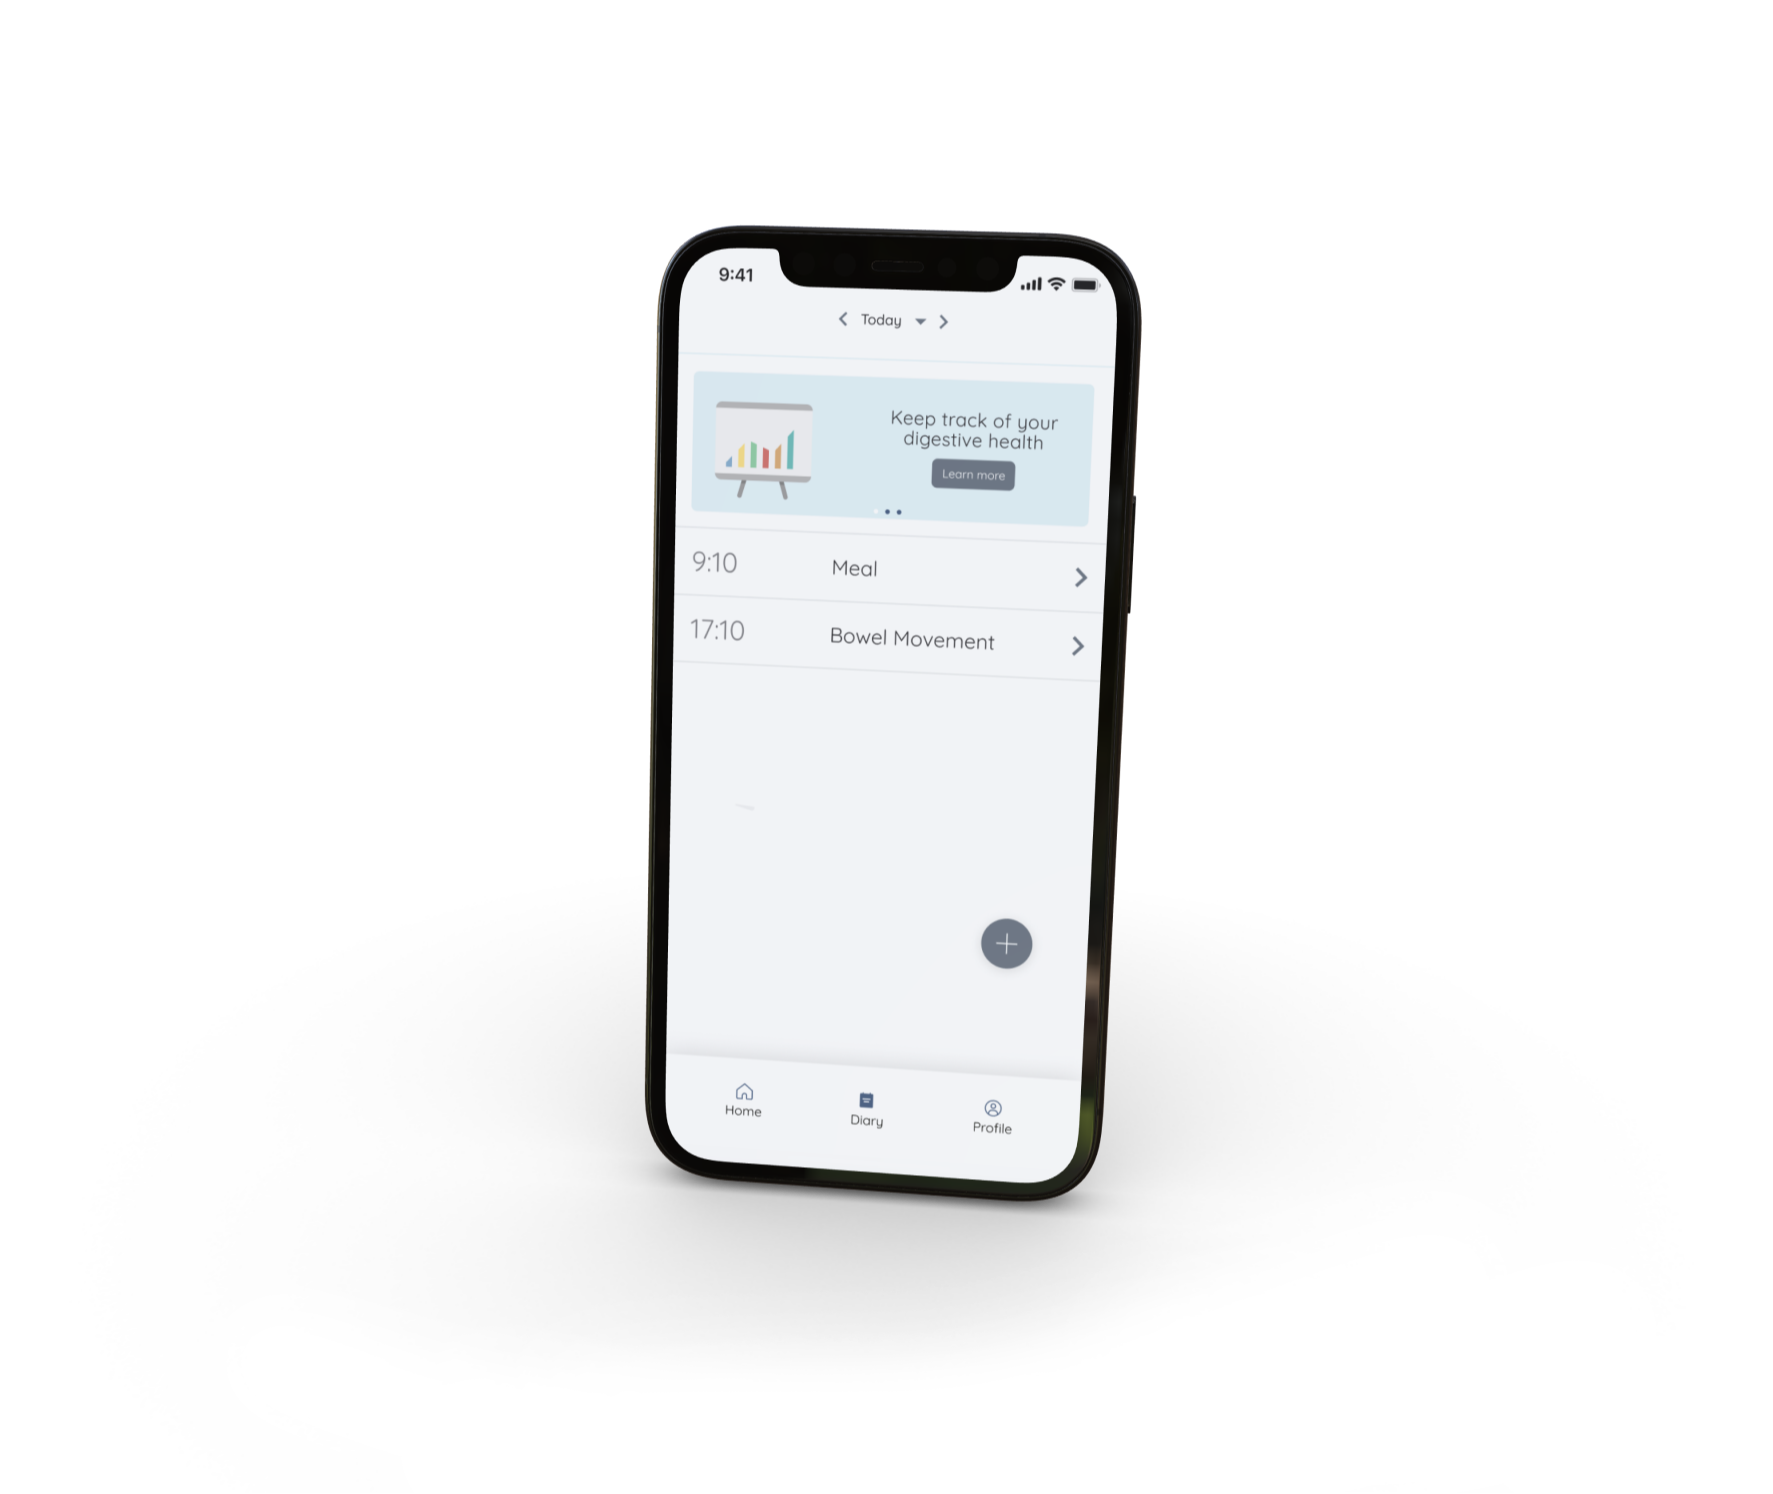 9:41
Today
Keep track of your
digestive health
Learn more
9:10 Meal
17:10 Bowel Movement
Home Diary Profile